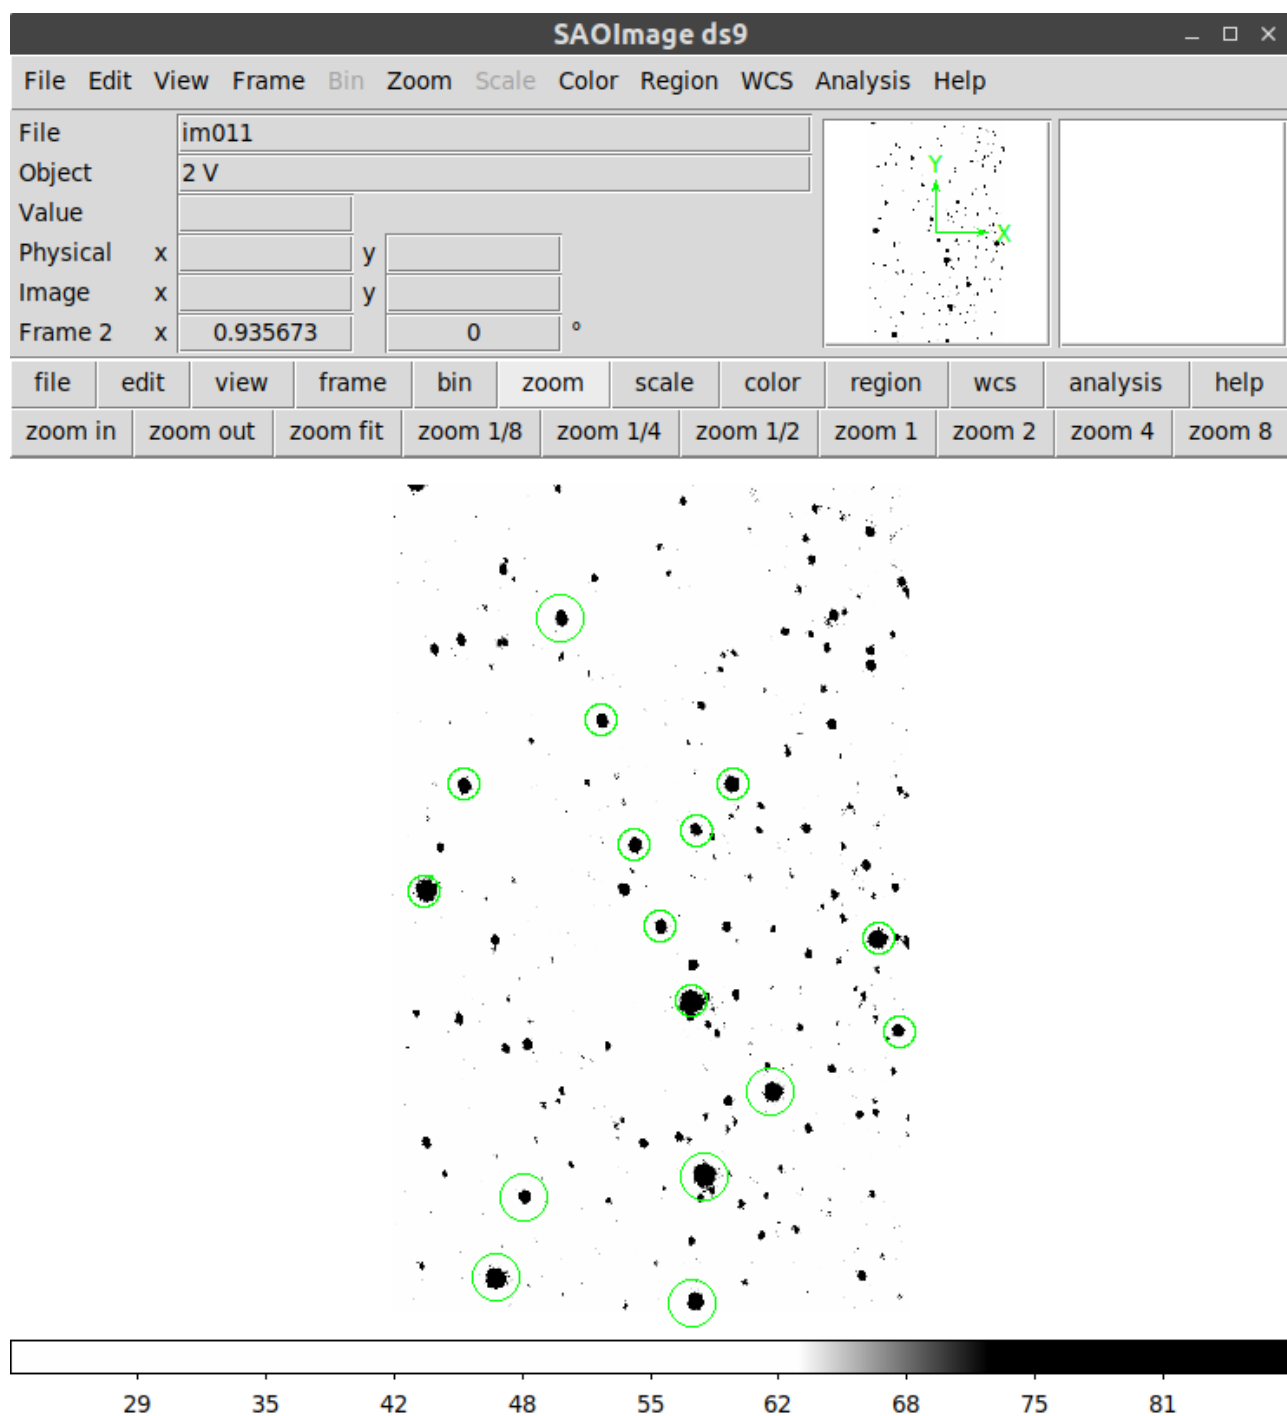 SAOImage ds9
File Edit View Frame Bin Zoom Scale Color Region WCS Analysis Help
File im011
Object 2 V
Value
Physical x y
Image x y
Frame 2 x 0.935673 0 °
Y
X
file edit view frame bin zoom scale color region wcs analysis help
zoom in zoom out zoom fit zoom 1/8 zoom 1/4 zoom 1/2 zoom 1 zoom 2 zoom 4 zoom 8
29 35 42 48 55 62 68 75 81